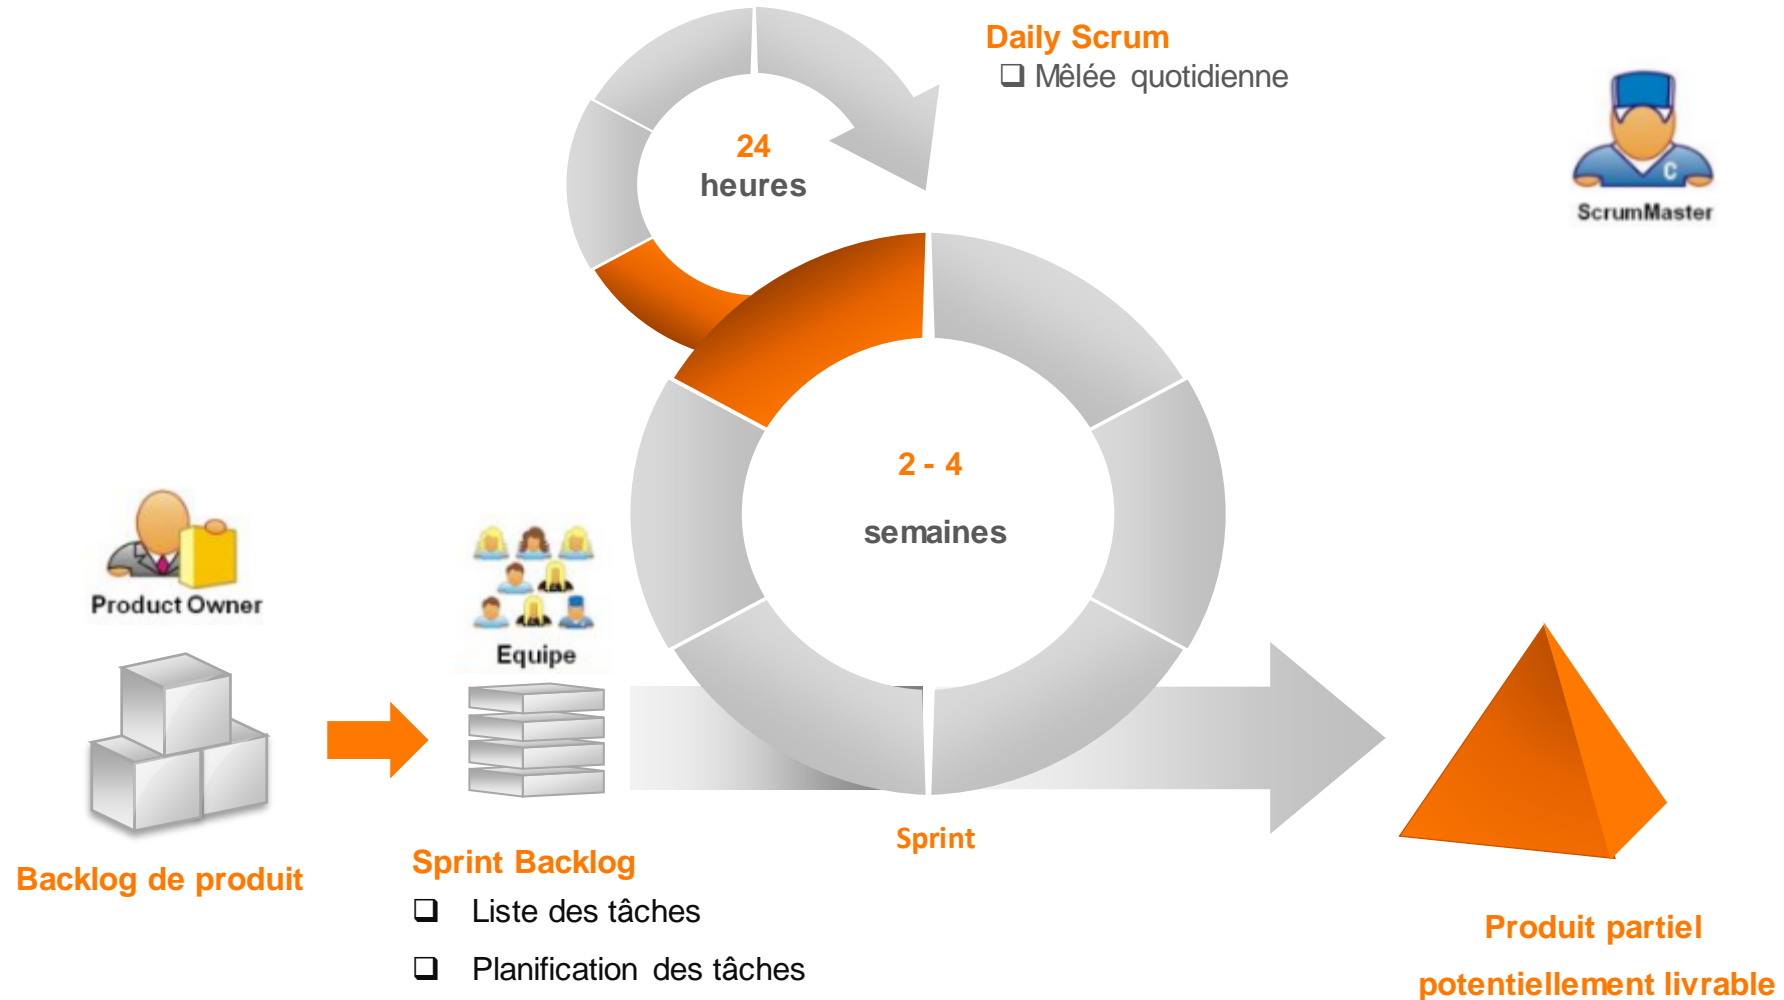 Daily Scrum
❑ Mêlée quotidienne
24
heures
C
ScrumMaster
2 - 4
semaines
Product Owner
Equipe
Sprint
Backlog de produit
Sprint Backlog
❑ Liste des tâches
❑ Planification des tâches
Produit partiel
potentiellement livrable